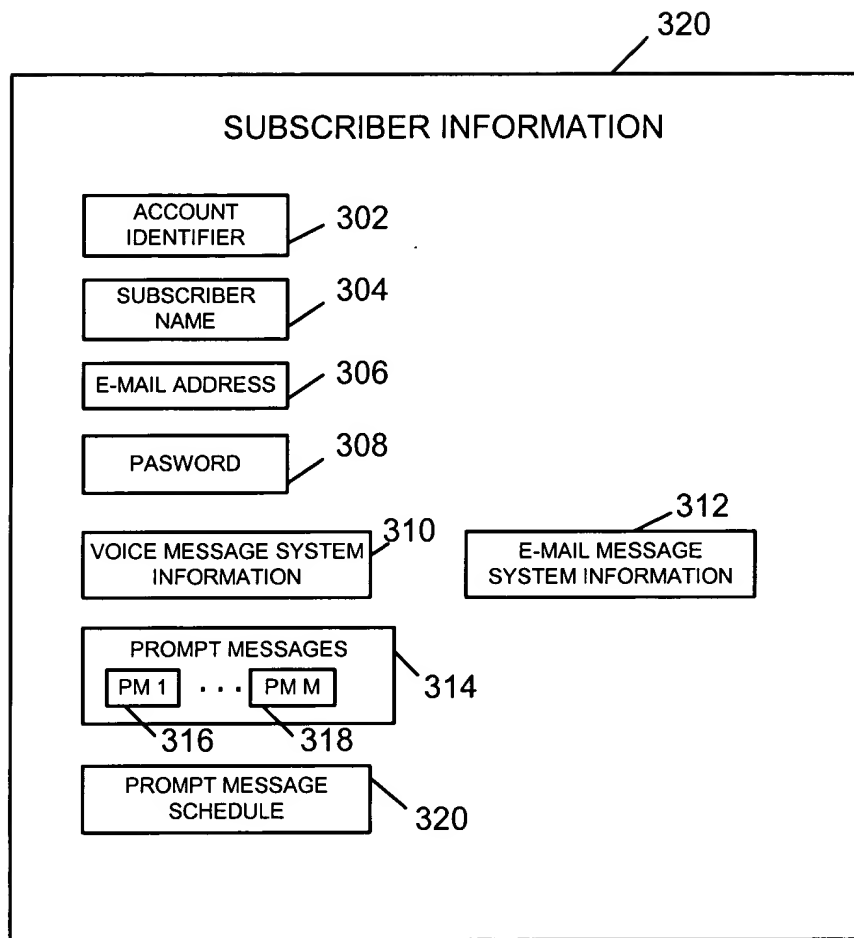 320
SUBSCRIBER INFORMATION
ACCOUNT
IDENTIFIER
302
SUBSCRIBER
NAME
304
E-MAIL ADDRESS
306
PASWORD
308
VOICE MESSAGE SYSTEM
INFORMATION
310
312
E-MAIL MESSAGE
SYSTEM INFORMATION
PROMPT MESSAGES
PM 1 . . . PM M
314
316
318
PROMPT MESSAGE
SCHEDULE
320